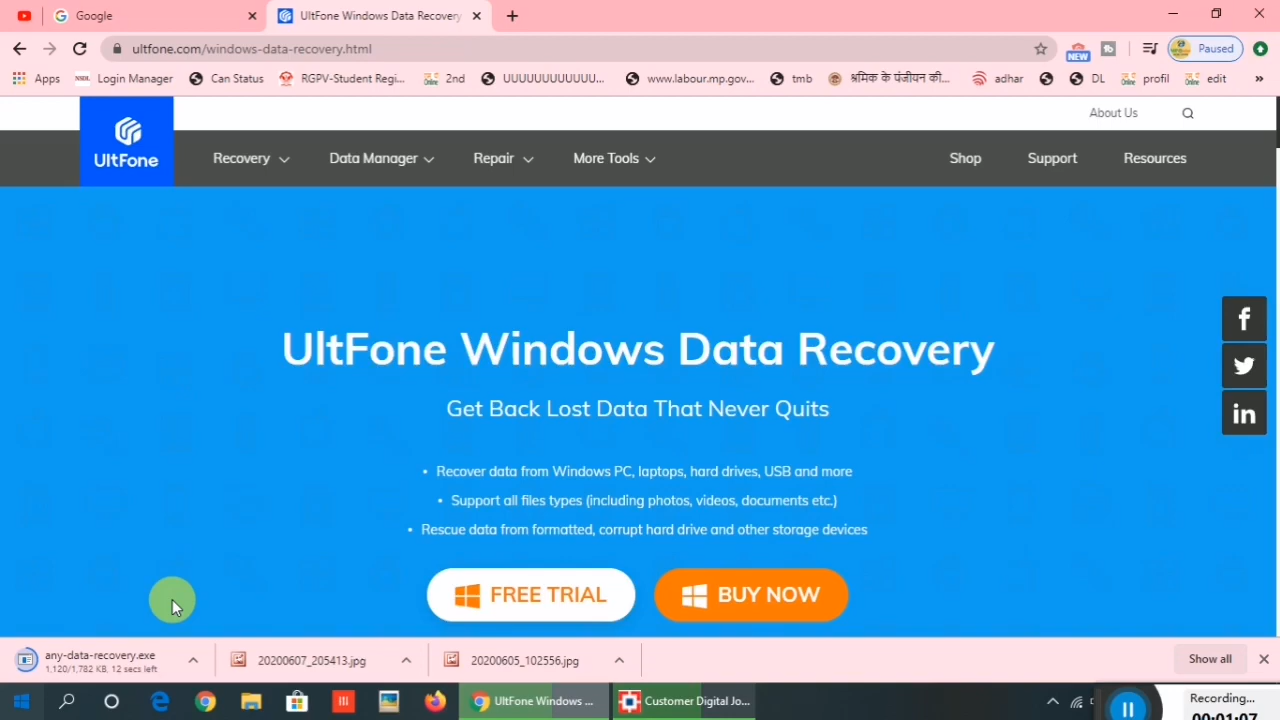 Google
UltFone Windows Data Recovery
ultfone.com/windows-data-recovery.html
NEW
Paused
Apps
NSDL
Login Manager
Can Status
RGPV-Student Regi...
Online
2nd
UUUUUUUUUUUU...
www.labour.mp.gov...
tmb
श्रमिक के पंजीयन की...
adhar
DL
Online
profil
Online
edit
»
About Us
UltFone
Recovery
Data Manager
Repair
More Tools
Shop
Support
Resources
UltFone Windows Data Recovery
Get Back Lost Data That Never Quits
• Recover data from Windows PC, laptops, hard drives, USB and more
• Support all files types (including photos, videos, documents etc.)
• Rescue data from formatted, corrupt hard drive and other storage devices
FREE TRIAL
BUY NOW
f
in
any-data-recovery.exe
1,120/1,782 KB, 12 secs left
20200607_205413.jpg
20200605_102556.jpg
Show all
UltFone Windows ...
Customer Digital Jo...
Recording...
00:01:07